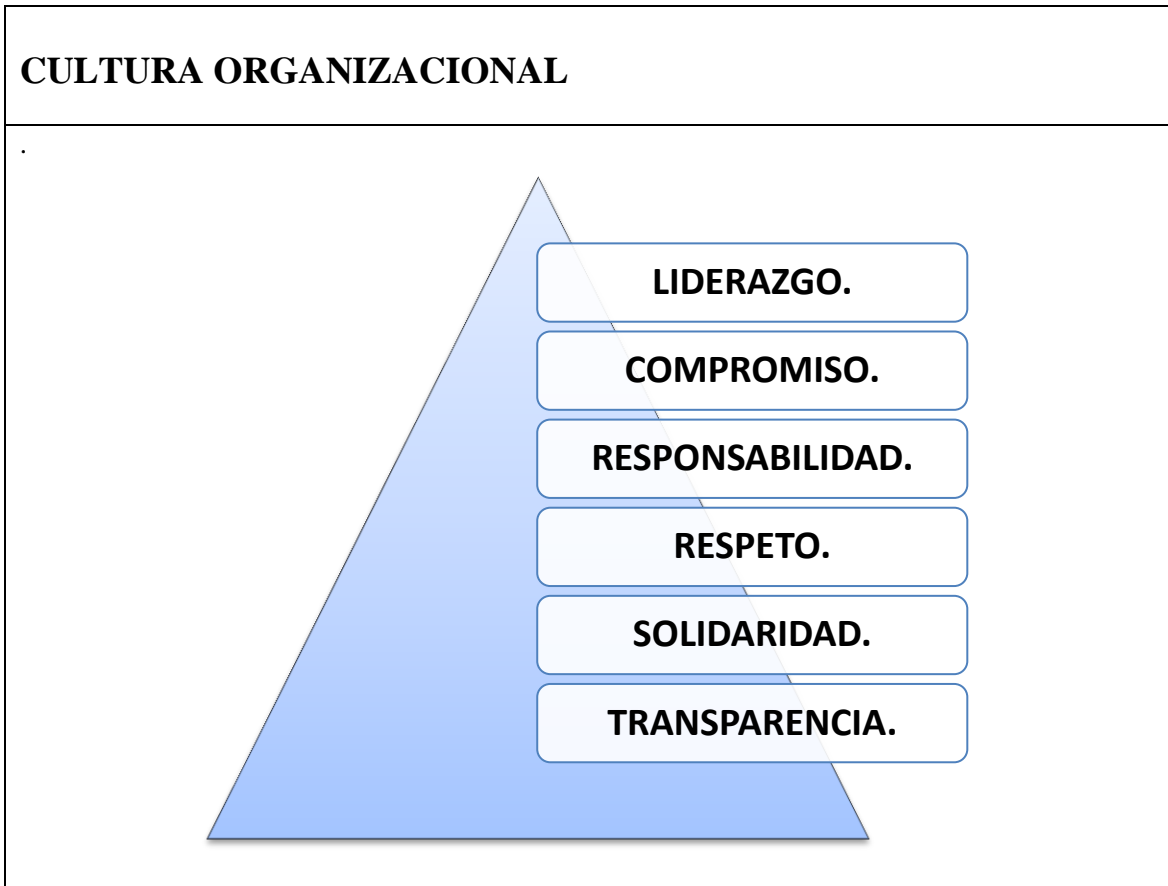 CULTURA ORGANIZACIONAL
.
LIDERAZGO.
COMPROMISO.
RESPONSABILIDAD.
RESPETO.
SOLIDARIDAD.
TRANSPARENCIA.